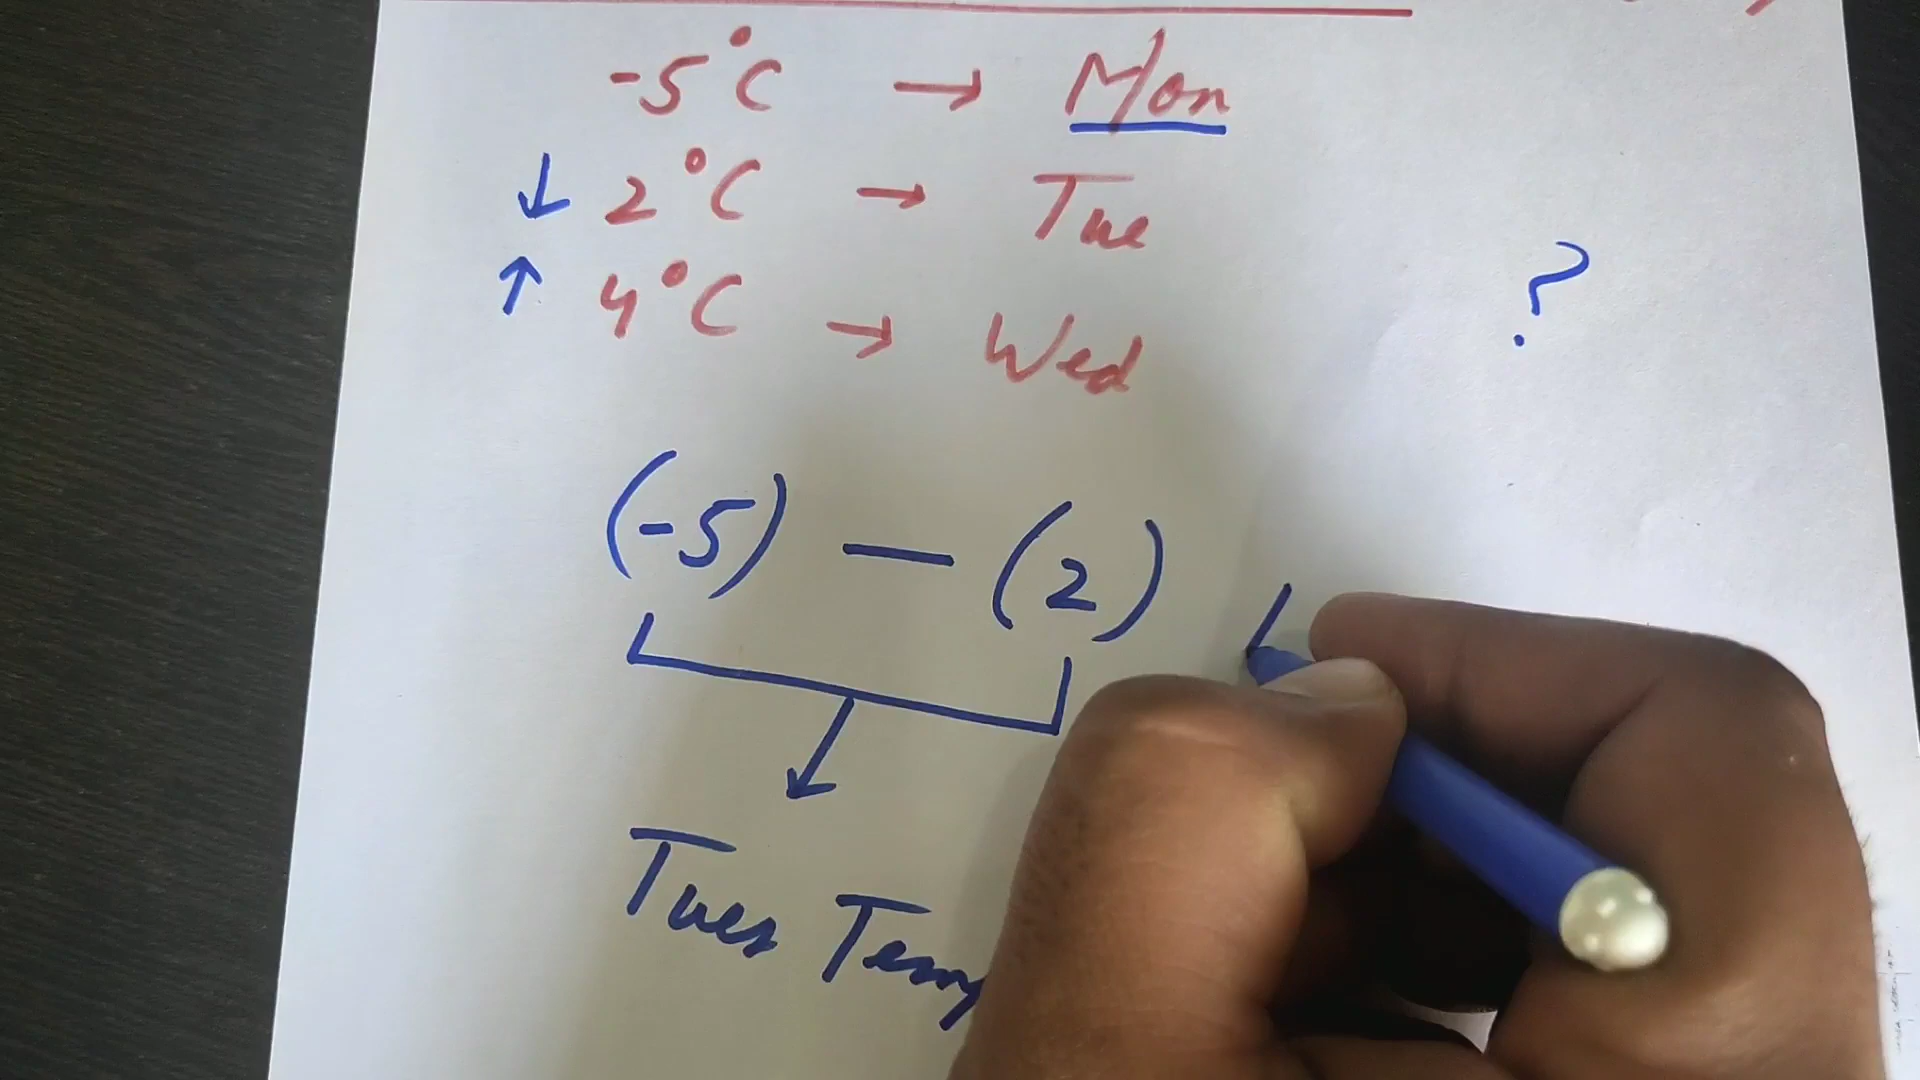 -5°C → Mon
↓ 2°C → Tue
↑ 4°C → Wed
?
(-5) — (2)
↓
Tues Temp